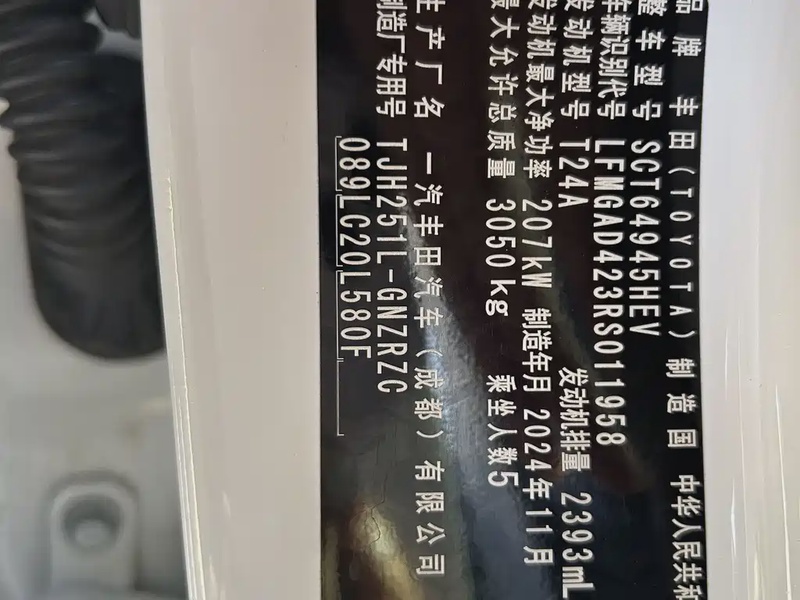 品牌 丰田(TOYOTA) 制造国 中华人民共和
整车型号 SCT64945HEV
车辆识别代号 LFMGAD423RS011958
发动机型号 T24A 发动机排量 2393mL
发动机最大净功率 207kW 制造年月 2024年11月
最大允许总质量 3050kg 乘坐人数5
生产厂名 一汽丰田汽车(成都)有限公司
制造厂专用号 TJH251L-GNZRZC
089LC20L580F